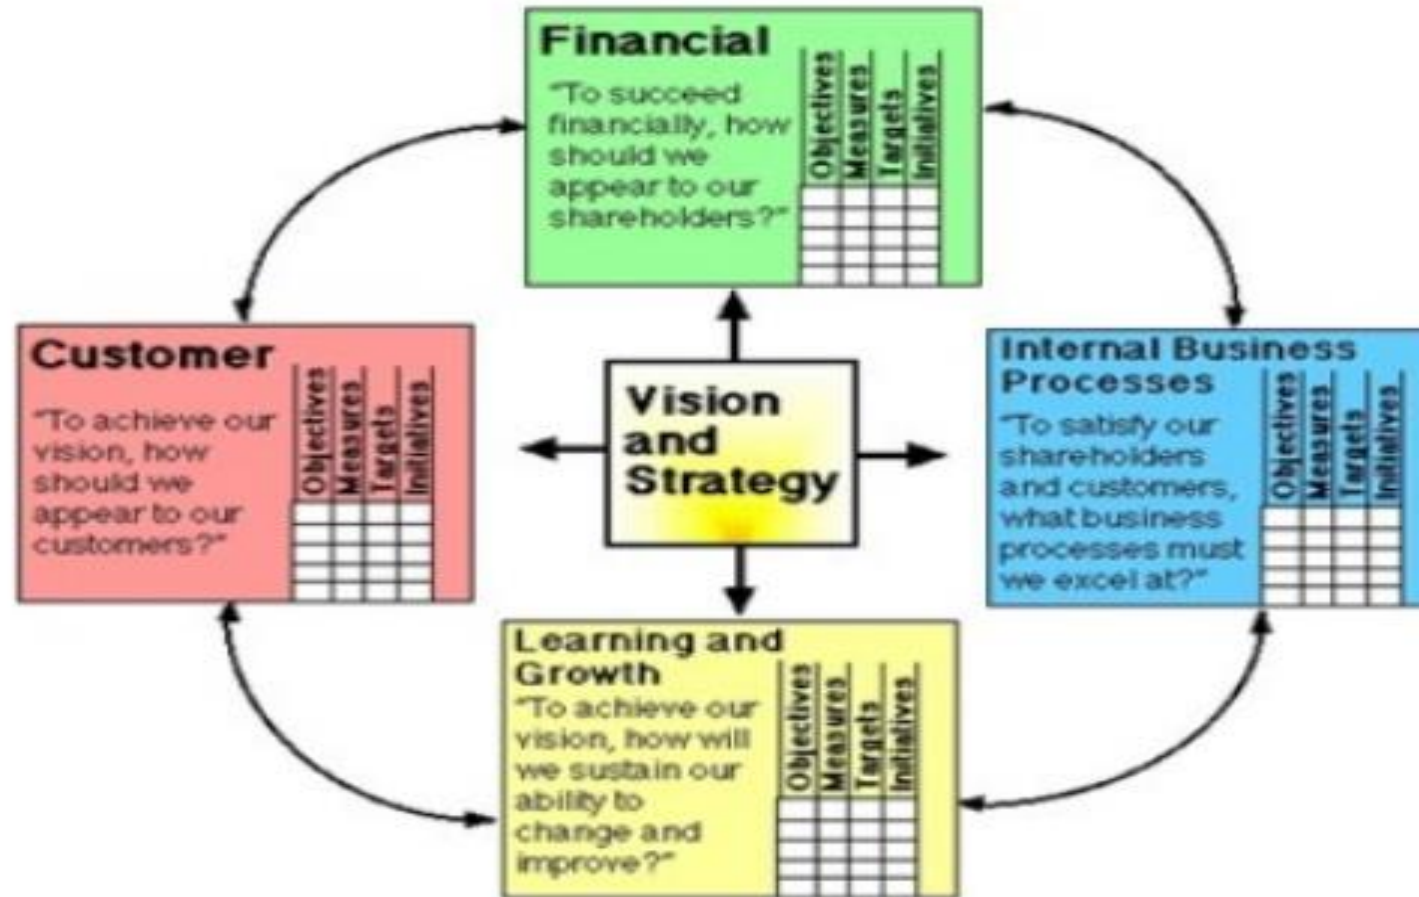 Financial
"To succeed
financially, how
should we
appear to our
shareholders?"
Objectives
Measures
Targets
Initiatives
Customer
"To achieve our
vision, how
should we
appear to our
customers?"
Objectives
Measures
Targets
Initiatives
Vision
and
Strategy
Internal Business
Processes
"To satisfy our
shareholders
and customers,
what business
processes must
we excel at?"
Objectives
Measures
Targets
Initiatives
Learning and
Growth
"To achieve our
vision, how will
we sustain our
ability to
change and
improve?"
Objectives
Measures
Targets
Initiatives